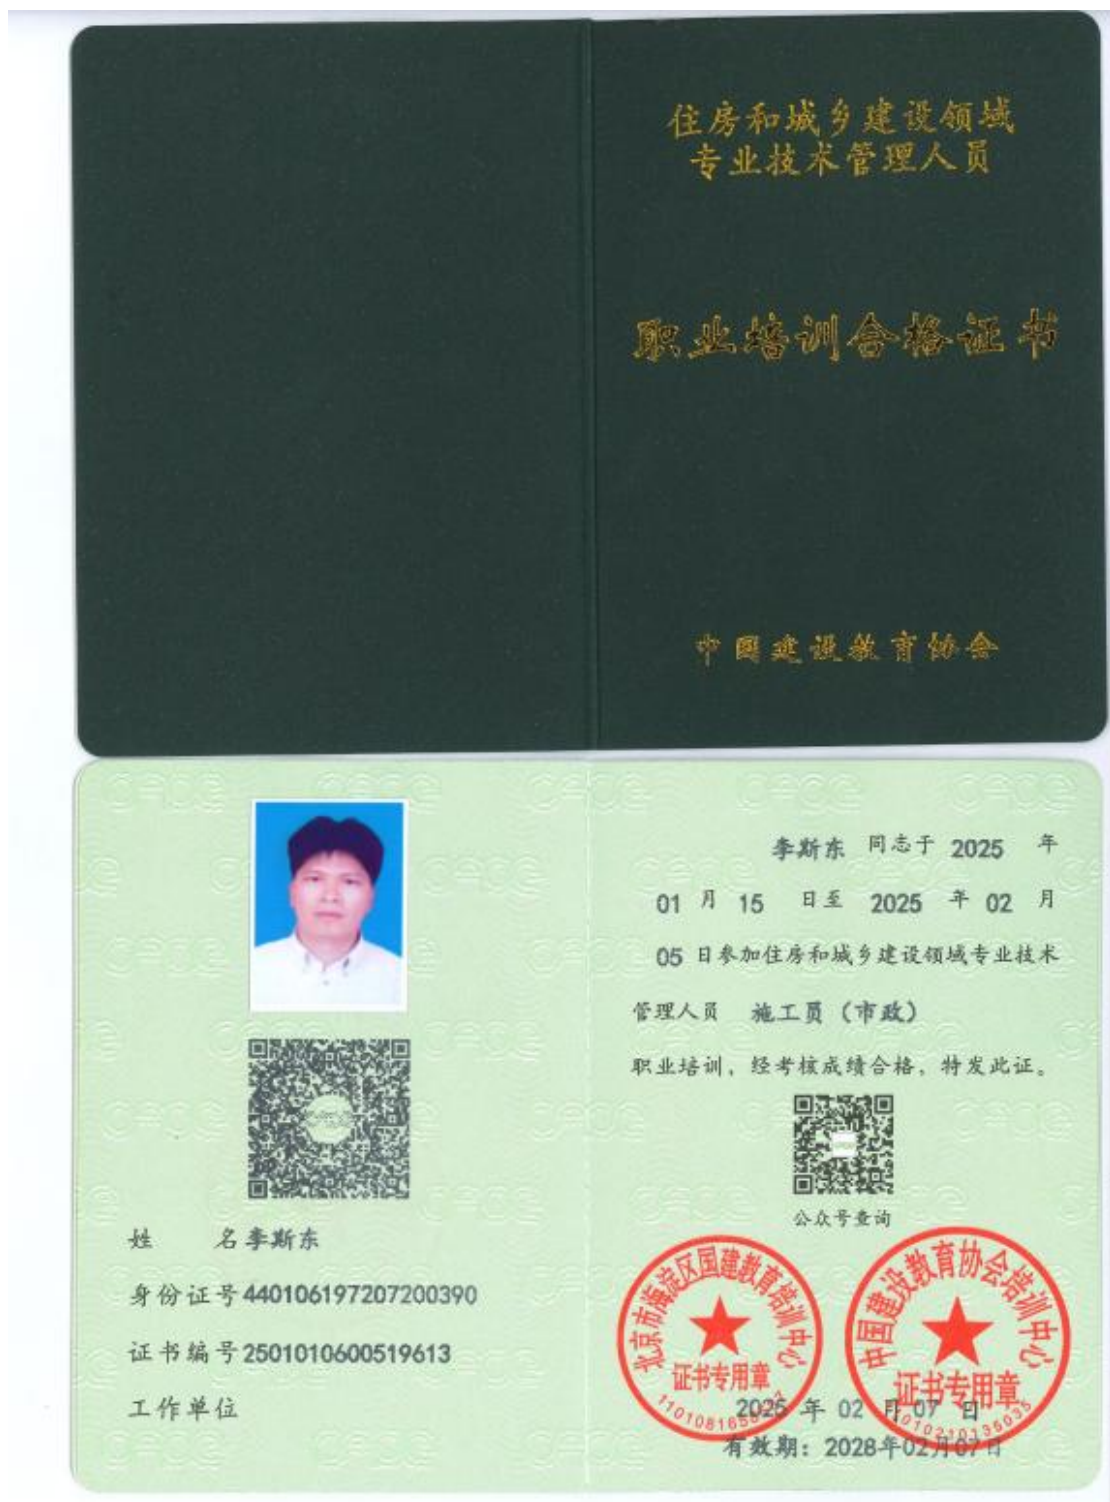 住房和城乡建设领域
专业技术管理人员
职业培训合格证书
中国建设教育协会
姓 名 李斯东
身份证号 440106197207200390
证书编号 2501010600519613
工作单位
李斯东 同志于 2025 年
01 月 15 日至 2025 年 02 月
05 日参加住房和城乡建设领域专业技术
管理人员 施工员（市政）
职业培训，经考核成绩合格，特发此证。
公众号查询
北京市海淀区国建教育培训中心
证书专用章
中国建设教育协会培训中心
证书专用章
2025 年 02 月 07 日
有效期：2028年02月07日